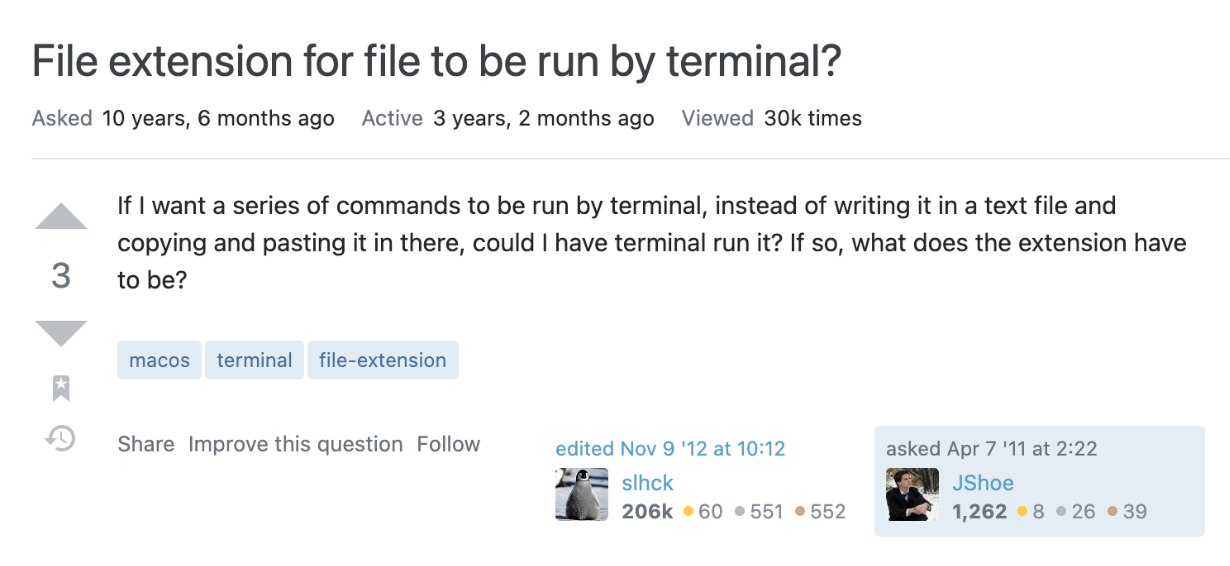 File extension for file to be run by terminal?
Asked 10 years, 6 months ago Active 3 years, 2 months ago Viewed 30k times
If I want a series of commands to be run by terminal, instead of writing it in a text file and
copying and pasting it in there, could I have terminal run it? If so, what does the extension have
to be?
3
macos terminal file-extension
Share Improve this question Follow
edited Nov 9 '12 at 10:12
slhck
206k 60 551 552
asked Apr 7 '11 at 2:22
JShoe
1,262 8 26 39